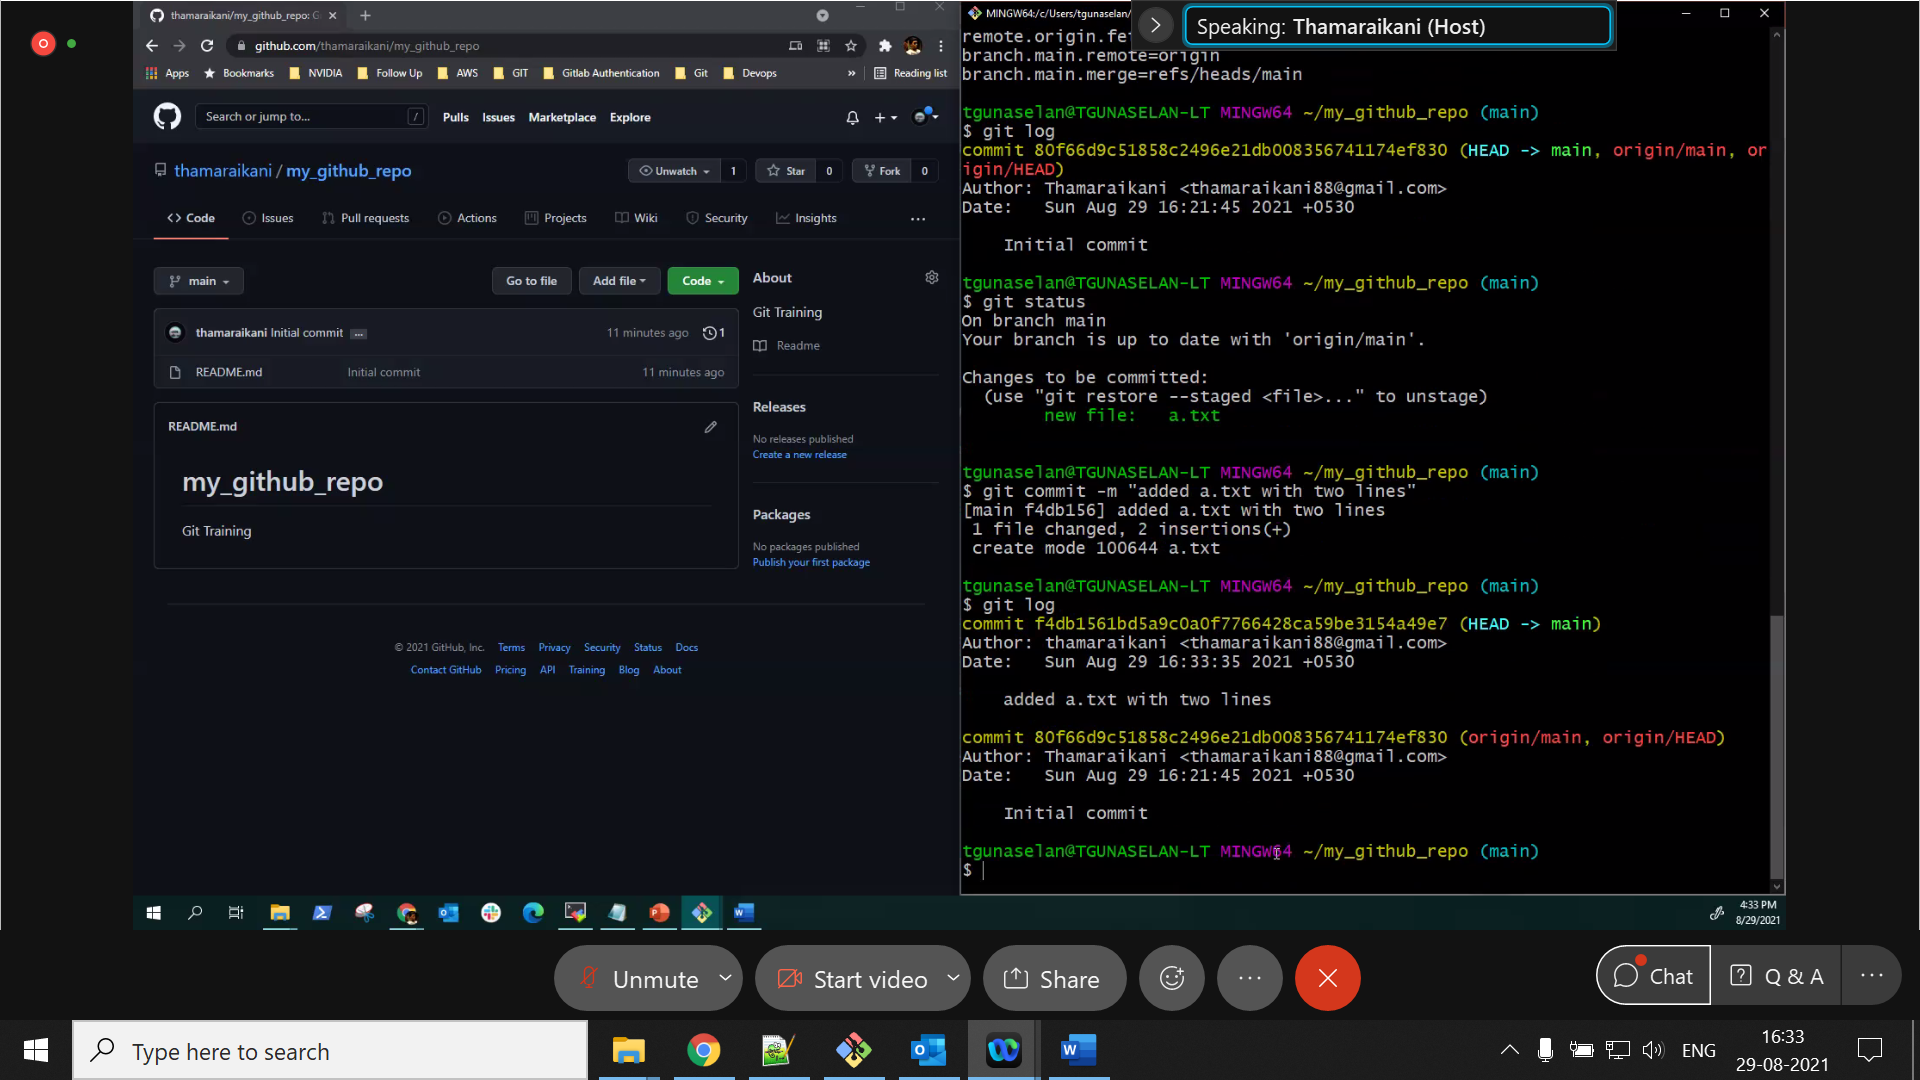 Speaking: Thamaraikani (Host)
thamaraikani/my_github_repo: G
github.com/thamaraikani/my_github_repo
Apps
Bookmarks
NVIDIA
Follow Up
AWS
GIT
Gitlab Authentication
Git
Devops
»
Reading list
Search or jump to...
/
Pulls
Issues
Marketplace
Explore
thamaraikani / my_github_repo
Unwatch
1
Star
0
Fork
0
Code
Issues
Pull requests
Actions
Projects
Wiki
Security
Insights
main
Go to file
Add file
Code
thamaraikani Initial commit
11 minutes ago
1
README.md
Initial commit
11 minutes ago
README.md
my_github_repo
Git Training
About
Git Training
Readme
Releases
No releases published
Create a new release
Packages
No packages published
Publish your first package
© 2021 GitHub, Inc.
Terms
Privacy
Security
Status
Docs
Contact GitHub
Pricing
API
Training
Blog
About
MINGW64:/c/Users/tgunaselan/
remote.origin.fe
branch.main.remote=origin
branch.main.merge=refs/heads/main
tgunaselan@TGUNASELAN-LT MINGW64 ~/my_github_repo (main)
$ git log
commit 80f66d9c51858c2496e21db008356741174ef830 (HEAD -> main, origin/main, or
igin/HEAD)
Author: Thamaraikani <thamaraikani88@gmail.com>
Date:   Sun Aug 29 16:21:45 2021 +0530
Initial commit
tgunaselan@TGUNASELAN-LT MINGW64 ~/my_github_repo (main)
$ git status
On branch main
Your branch is up to date with 'origin/main'.
Changes to be committed:
(use "git restore --staged <file>..." to unstage)
new file:   a.txt
tgunaselan@TGUNASELAN-LT MINGW64 ~/my_github_repo (main)
$ git commit -m "added a.txt with two lines"
[main f4db156] added a.txt with two lines
1 file changed, 2 insertions(+)
create mode 100644 a.txt
tgunaselan@TGUNASELAN-LT MINGW64 ~/my_github_repo (main)
$ git log
commit f4db1561bd5a9c0a0f7766428ca59be3154a49e7 (HEAD -> main)
Author: thamaraikani <thamaraikani88@gmail.com>
Date:   Sun Aug 29 16:33:35 2021 +0530
added a.txt with two lines
commit 80f66d9c51858c2496e21db008356741174ef830 (origin/main, origin/HEAD)
Author: Thamaraikani <thamaraikani88@gmail.com>
Date:   Sun Aug 29 16:21:45 2021 +0530
Initial commit
tgunaselan@TGUNASELAN-LT MINGW64 ~/my_github_repo (main)
$
4:33 PM
8/29/2021
Unmute
Start video
Share
Chat
Q & A
Type here to search
ENG
16:33
29-08-2021